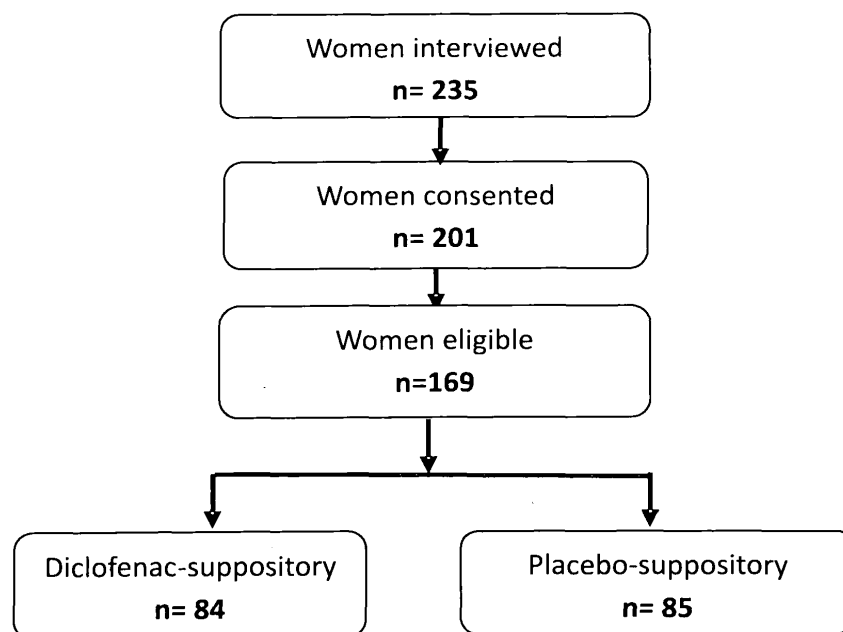 Women interviewed
n= 235
Women consented
n= 201
Women eligible
n=169
Diclofenac-suppository
n= 84
Placebo-suppository
n= 85